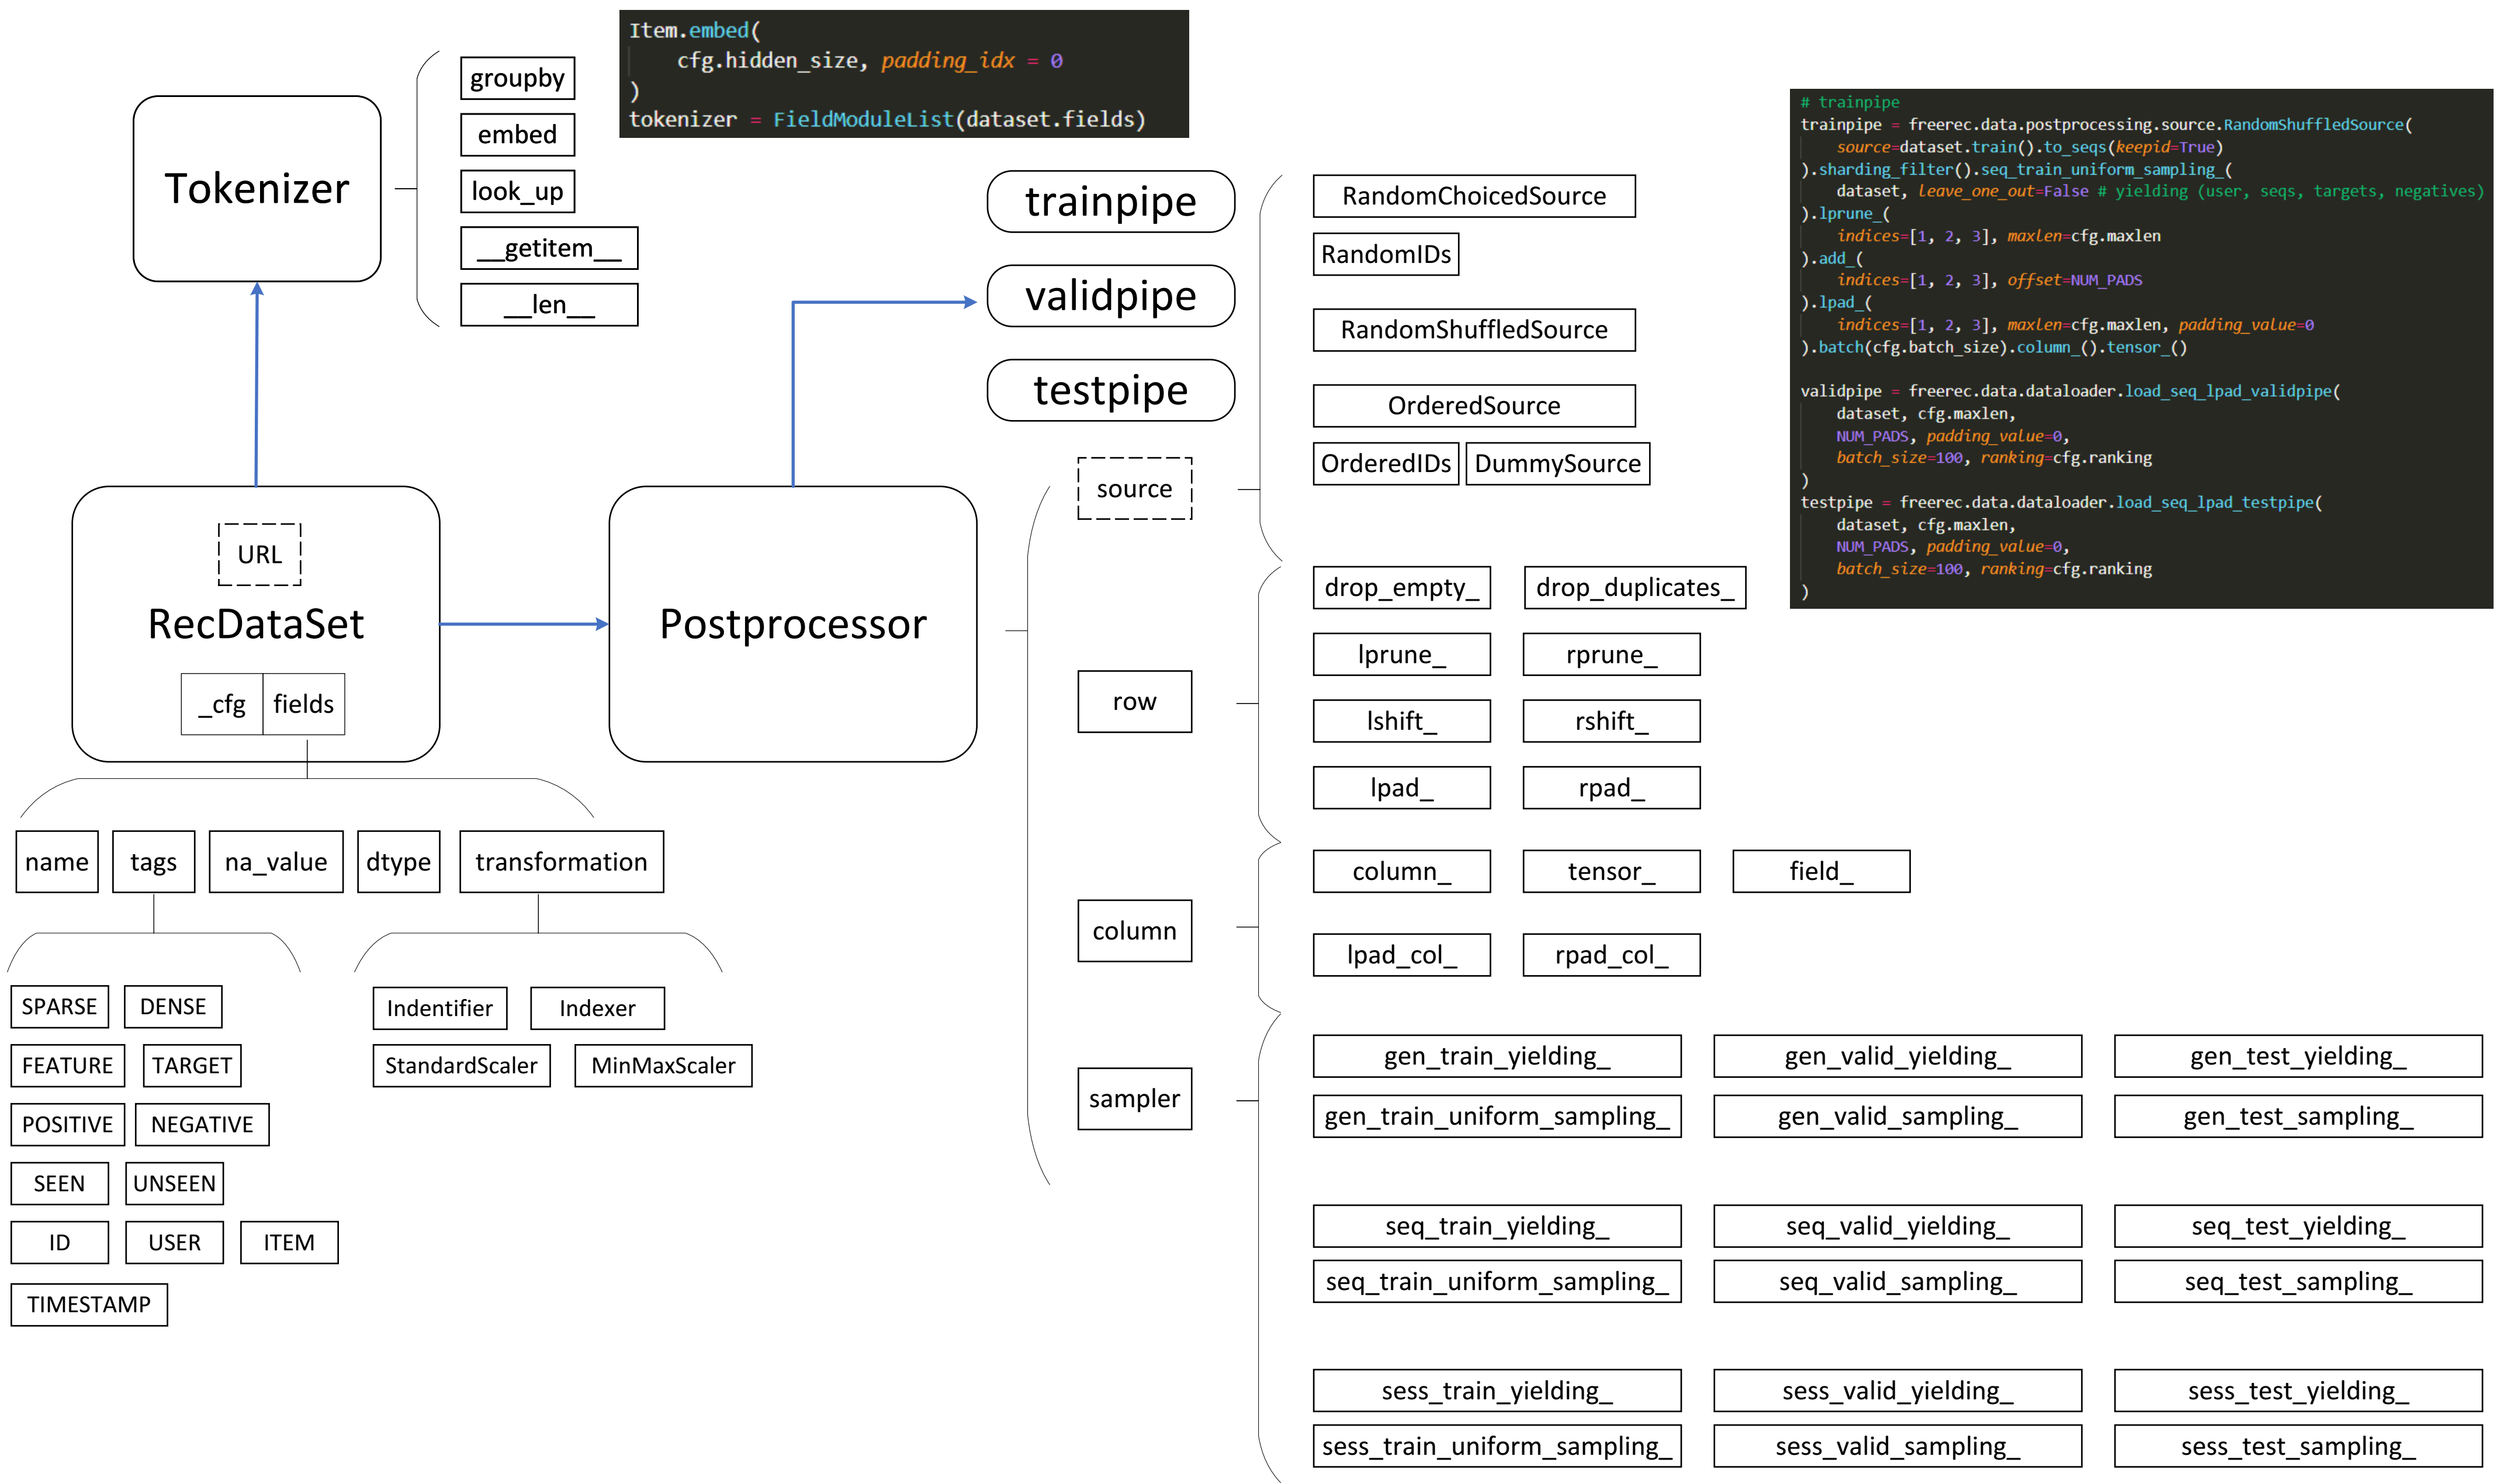 Tokenizer
groupby
embed
look_up
__getitem__
__len__
Item.embed(
    cfg.hidden_size, padding_idx = 0
)
tokenizer = FieldModuleList(dataset.fields)
trainpipe
validpipe
testpipe
URL
RecDataSet
_cfg
fields
Postprocessor
name
tags
na_value
dtype
transformation
SPARSE
DENSE
FEATURE
TARGET
POSITIVE
NEGATIVE
SEEN
UNSEEN
ID
USER
ITEM
TIMESTAMP
Indentifier
Indexer
StandardScaler
MinMaxScaler
source
RandomChoicedSource
RandomIDs
RandomShuffledSource
OrderedSource
OrderedIDs
DummySource
row
drop_empty_
drop_duplicates_
lprune_
rprune_
lshift_
rshift_
lpad_
rpad_
column
column_
tensor_
field_
lpad_col_
rpad_col_
sampler
gen_train_yielding_
gen_valid_yielding_
gen_test_yielding_
gen_train_uniform_sampling_
gen_valid_sampling_
gen_test_sampling_
seq_train_yielding_
seq_valid_yielding_
seq_test_yielding_
seq_train_uniform_sampling_
seq_valid_sampling_
seq_test_sampling_
sess_train_yielding_
sess_valid_yielding_
sess_test_yielding_
sess_train_uniform_sampling_
sess_valid_sampling_
sess_test_sampling_
# trainpipe
trainpipe = freerec.data.postprocessing.source.RandomShuffledSource(
    source=dataset.train().to_seqs(keepid=True)
).sharding_filter().seq_train_uniform_sampling_(
    dataset, leave_one_out=False # yielding (user, seqs, targets, negatives)
).lprune_(
    indices=[1, 2, 3], maxlen=cfg.maxlen
).add_(
    indices=[1, 2, 3], offset=NUM_PADS
).lpad_(
    indices=[1, 2, 3], maxlen=cfg.maxlen, padding_value=0
).batch(cfg.batch_size).column_().tensor_()
validpipe = freerec.data.dataloader.load_seq_lpad_validpipe(
    dataset, cfg.maxlen,
    NUM_PADS, padding_value=0,
    batch_size=100, ranking=cfg.ranking
)
testpipe = freerec.data.dataloader.load_seq_lpad_testpipe(
    dataset, cfg.maxlen,
    NUM_PADS, padding_value=0,
    batch_size=100, ranking=cfg.ranking
)